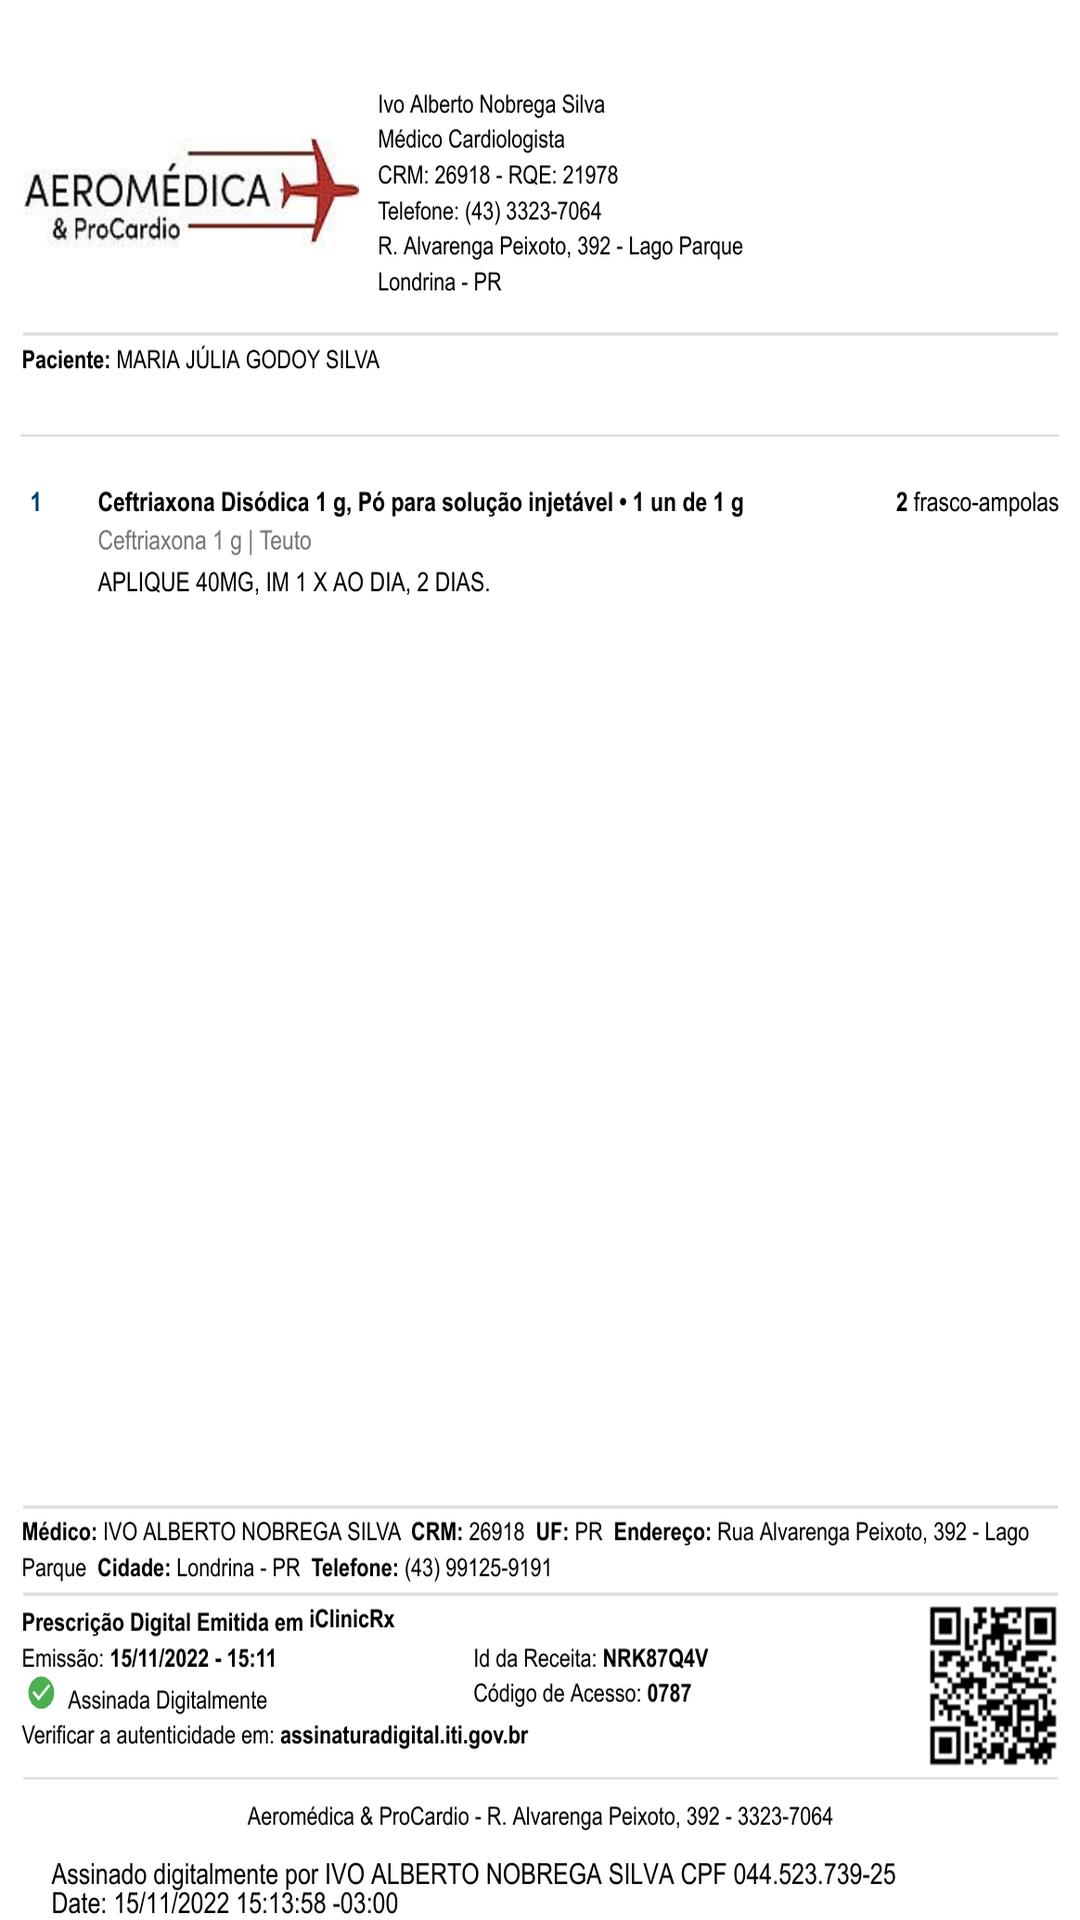 AEROMÉDICA
& ProCardio
Ivo Alberto Nobrega Silva
Médico Cardiologista
CRM: 26918 - RQE: 21978
Telefone: (43) 3323-7064
R. Alvarenga Peixoto, 392 - Lago Parque
Londrina - PR
Paciente: MARIA JÚLIA GODOY SILVA
1 Ceftriaxona Disódica 1 g, Pó para solução injetável • 1 un de 1 g 2 frasco-ampolas
Ceftriaxona 1 g | Teuto
APLIQUE 40MG, IM 1 X AO DIA, 2 DIAS.
Médico: IVO ALBERTO NOBREGA SILVA CRM: 26918 UF: PR Endereço: Rua Alvarenga Peixoto, 392 - Lago
Parque Cidade: Londrina - PR Telefone: (43) 99125-9191
Prescrição Digital Emitida em iClinicRx
Emissão: 15/11/2022 - 15:11 Id da Receita: NRK87Q4V
Assinada Digitalmente Código de Acesso: 0787
Verificar a autenticidade em: assinaturadigital.iti.gov.br
Aeromédica & ProCardio - R. Alvarenga Peixoto, 392 - 3323-7064
Assinado digitalmente por IVO ALBERTO NOBREGA SILVA CPF 044.523.739-25
Date: 15/11/2022 15:13:58 -03:00